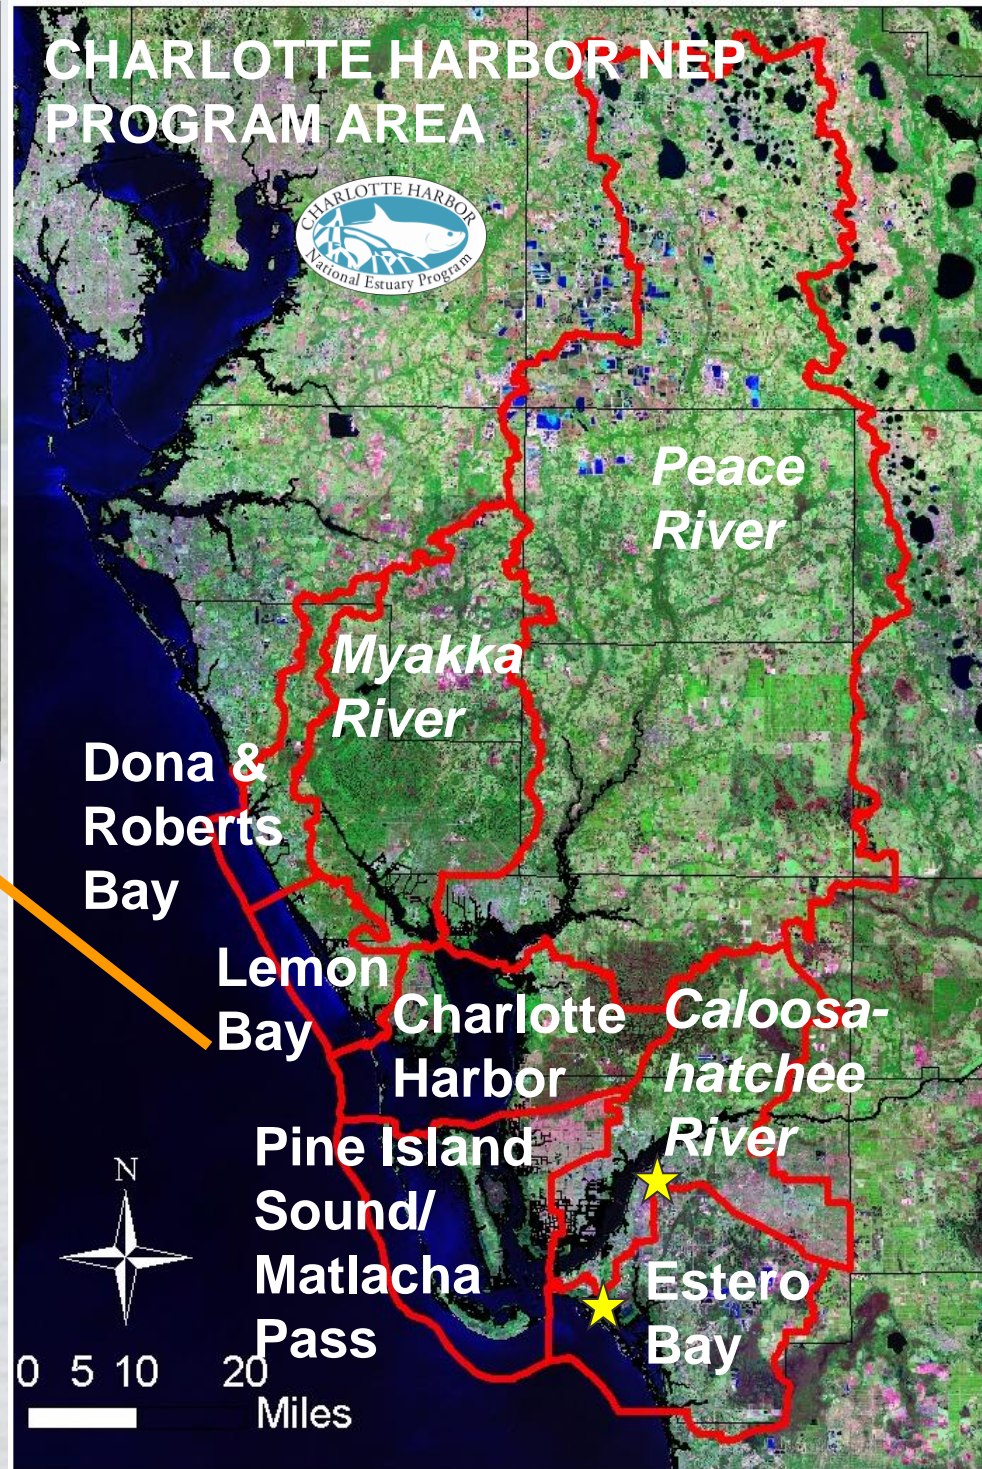 CHARLOTTE HARBOR NEP
PROGRAM AREA
CHARLOTTE HARBOR
National Estuary Program
Peace
River
Myakka
River
Dona &
Roberts
Bay
Lemon
Bay
Charlotte
Harbor
Caloosa-
hatchee
River
Pine Island
Sound/
Matlacha
Pass
Estero
Bay
N
0 5 10 20
Miles